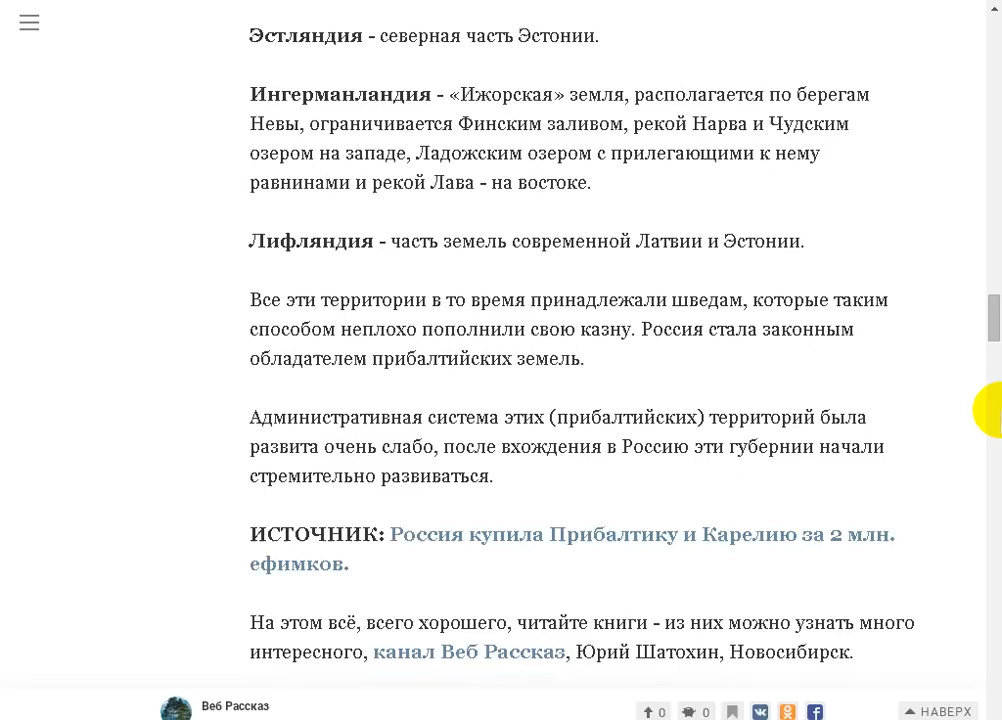 Эстляндия - северная часть Эстонии.
Ингерманландия - «Ижорская» земля, располагается по берегам
Невы, ограничивается Финским заливом, рекой Нарва и Чудским
озером на западе, Ладожским озером с прилегающими к нему
равнинами и рекой Лава - на востоке.
Лифляндия - часть земель современной Латвии и Эстонии.
Все эти территории в то время принадлежали шведам, которые таким
способом неплохо пополнили свою казну. Россия стала законным
обладателем прибалтийских земель.
Административная система этих (прибалтийских) территорий была
развита очень слабо, после вхождения в Россию эти губернии начали
стремительно развиваться.
ИСТОЧНИК: Россия купила Прибалтику и Карелию за 2 млн.
ефимков.
На этом всё, всего хорошего, читайте книги - из них можно узнать много
интересного, канал Веб Рассказ, Юрий Шатохин, Новосибирск.
Веб Рассказ
0 0 НАВЕРХ